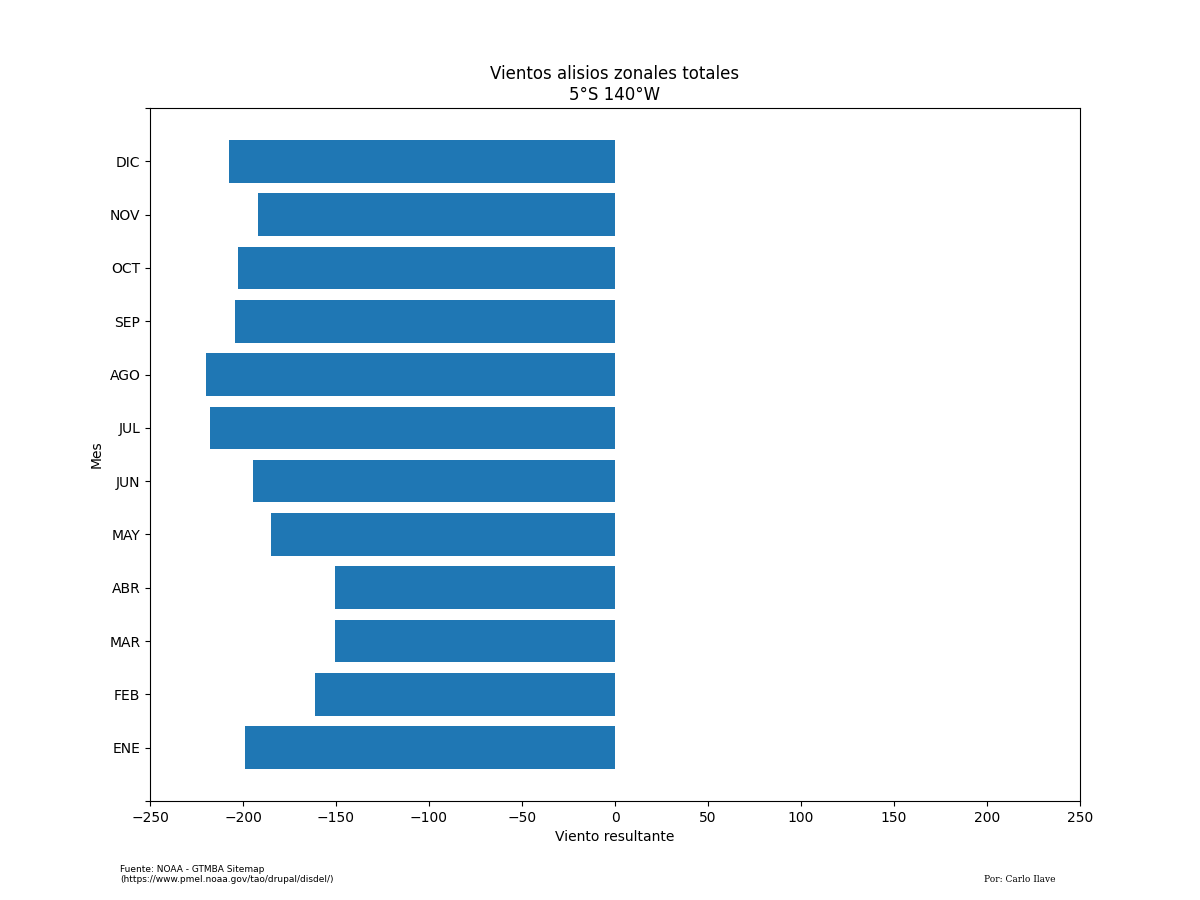 Vientos alisios zonales totales
5°S 140°W
DIC
NOV
OCT
SEP
AGO
JUL
JUN
MAY
ABR
MAR
FEB
ENE
Mes
−250 −200 −150 −100 −50 0 50 100 150 200 250
Viento resultante
Fuente: NOAA - GTMBA Sitemap
(https://www.pmel.noaa.gov/tao/drupal/disdel/)
Por: Carlo Ilave